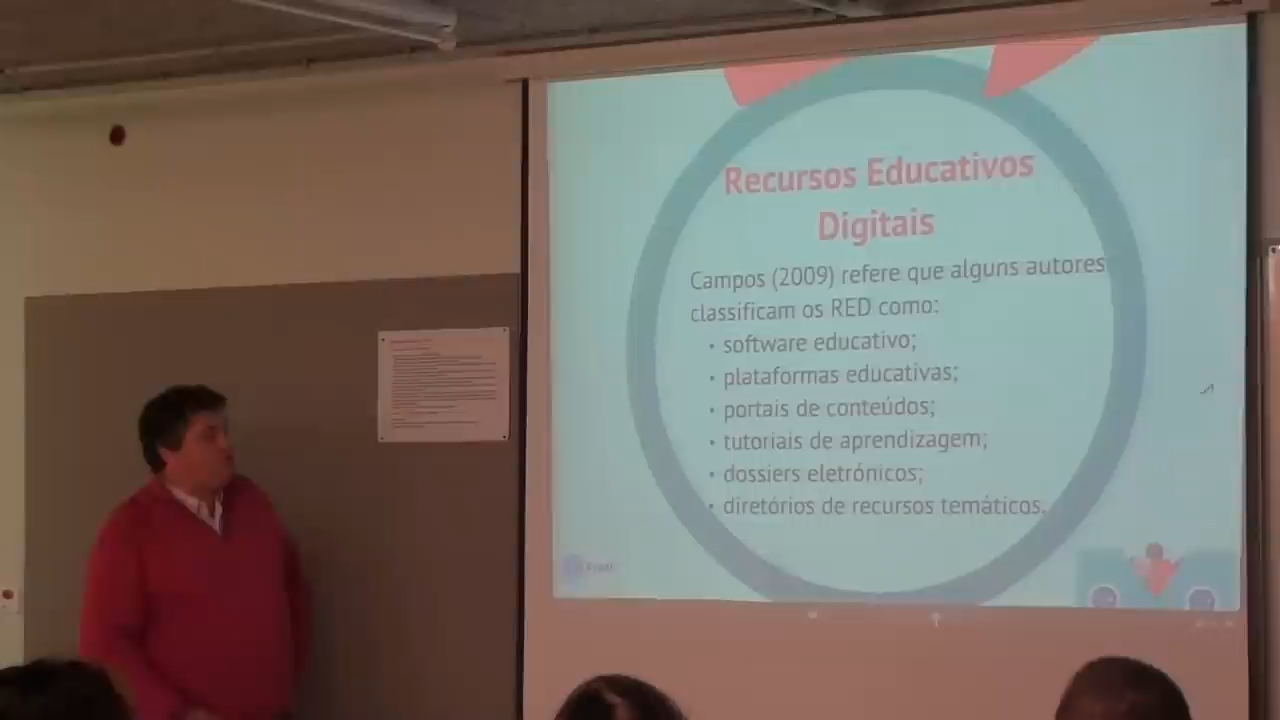 Recursos Educativos
Digitais
Campos (2009) refere que alguns autores
classificam os RED como:
• software educativo;
• plataformas educativas;
• portais de conteúdos;
• tutoriais de aprendizagem;
• dossiers eletrónicos;
• diretórios de recursos temáticos.